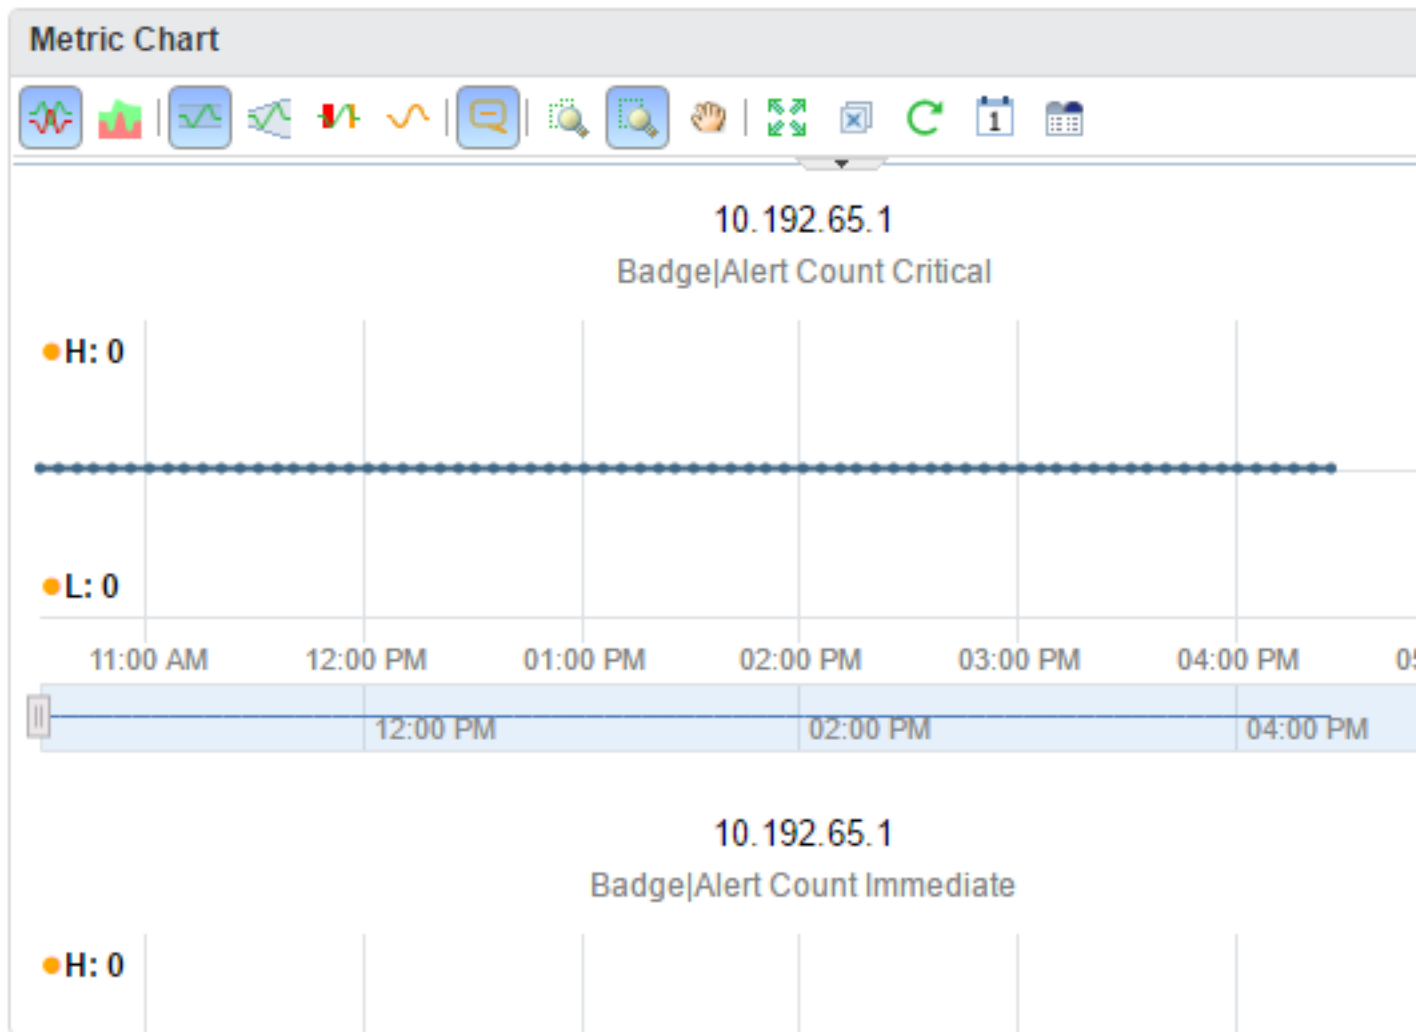 Metric Chart
1
10.192.65.1
Badge|Alert Count Critical
H: 0
L: 0
11:00 AM 12:00 PM 01:00 PM 02:00 PM 03:00 PM 04:00 PM
12:00 PM 02:00 PM 04:00 PM
10.192.65.1
Badge|Alert Count Immediate
H: 0